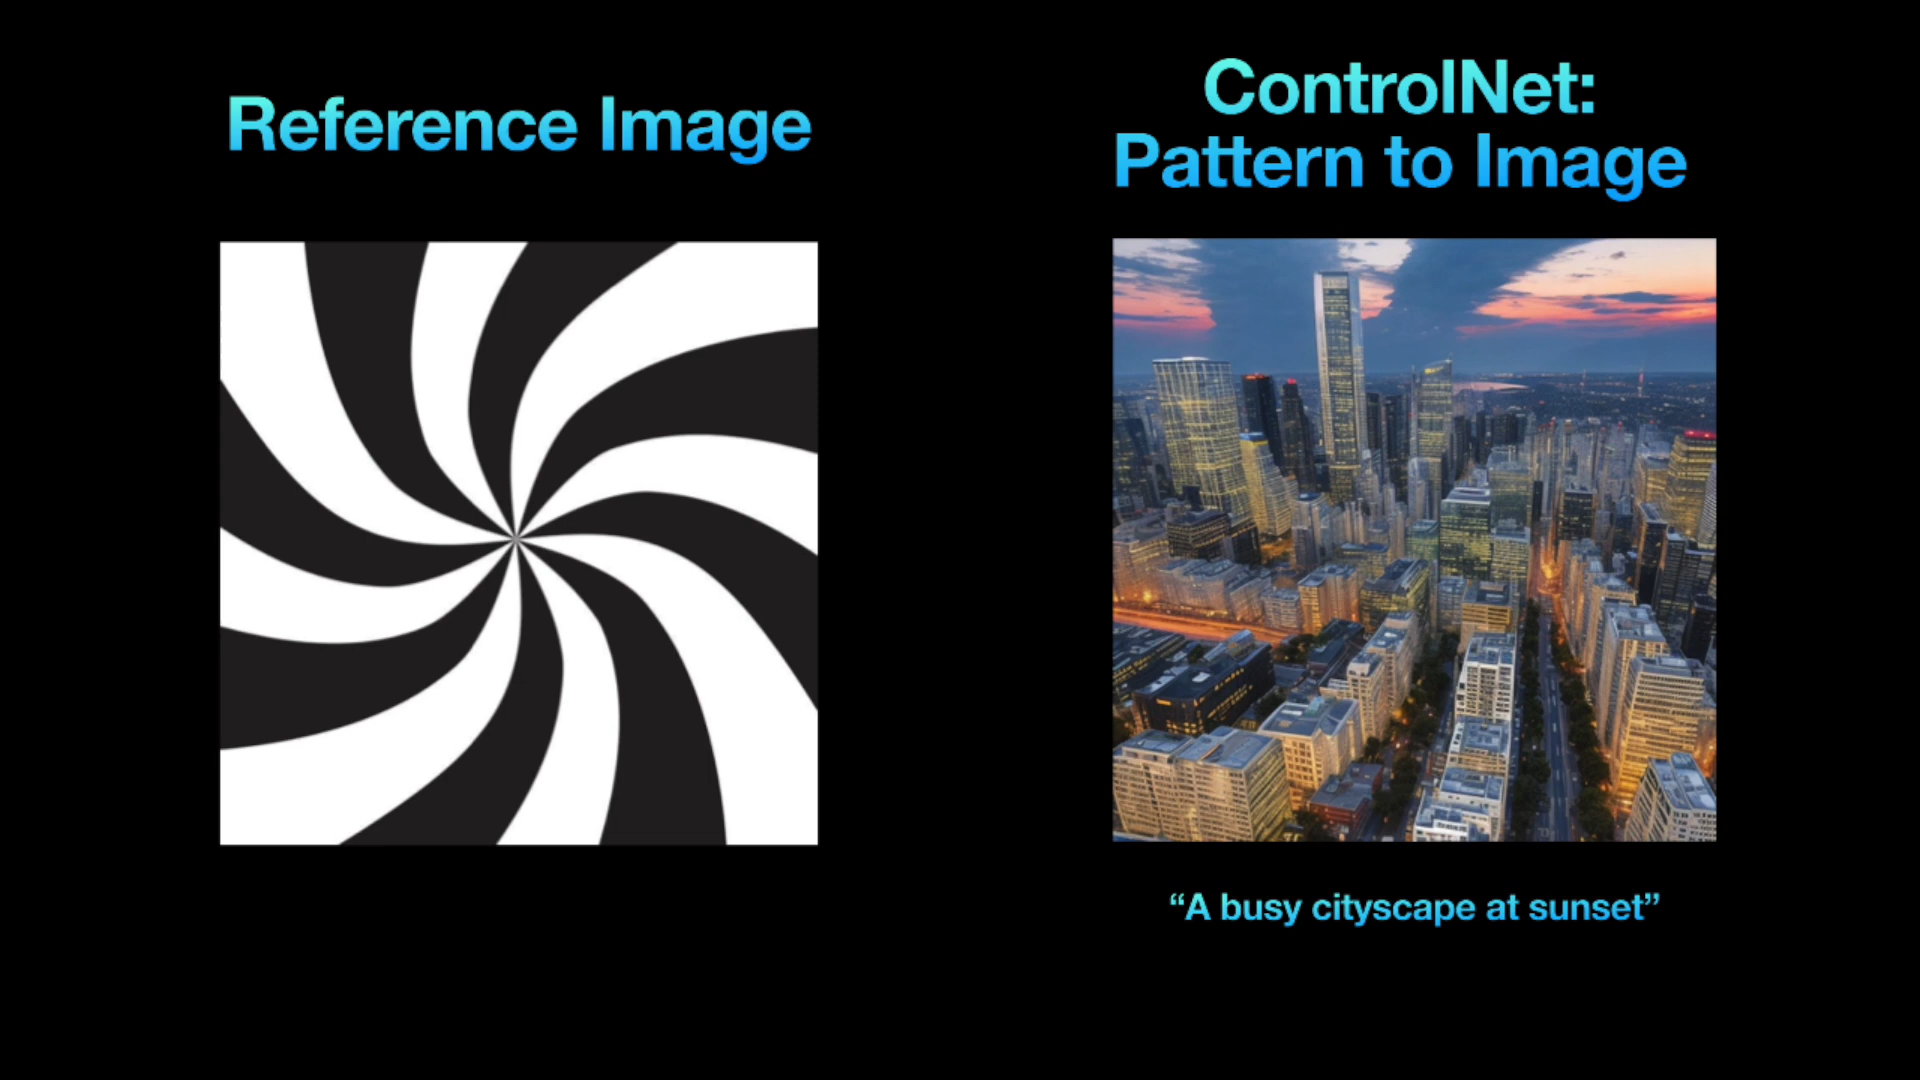 Reference Image
ControlNet:
Pattern to Image
“A busy cityscape at sunset”